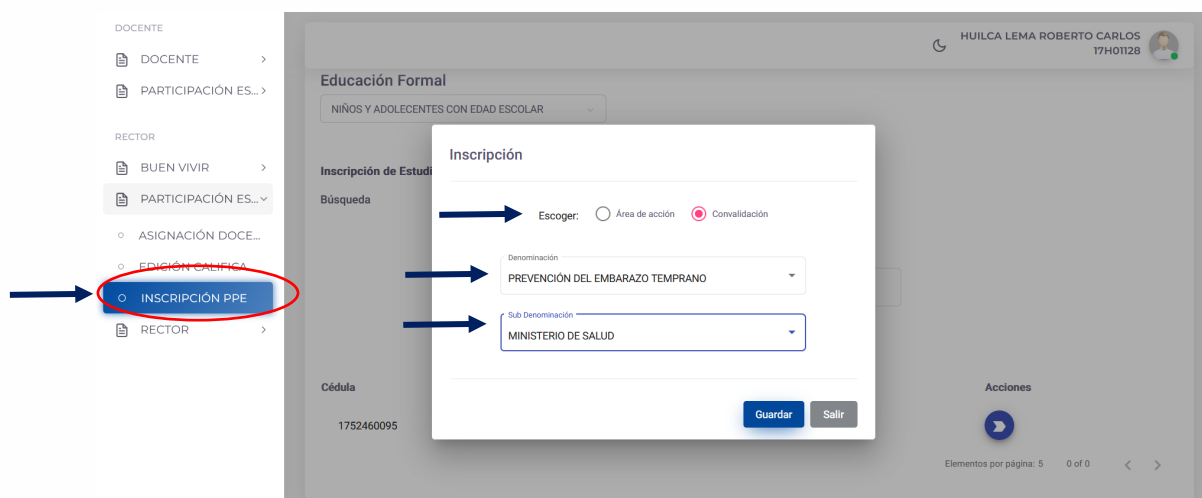 DOCENTE
DOCENTE
PARTICIPACIÓN ES...
RECTOR
BUEN VIVIR
PARTICIPACIÓN ES...
ASIGNACIÓN DOCE...
EDICIÓN CALIFICA
INSCRIPCIÓN PPE
RECTOR
HUILCA LEMA ROBERTO CARLOS
17H01128
Educación Formal
NIÑOS Y ADOLECENTES CON EDAD ESCOLAR
Inscripción de Estudi
Búsqueda
Inscripción
Escoger: Área de acción Convalidación
Denominación
PREVENCIÓN DEL EMBARAZO TEMPRANO
Sub Denominación
MINISTERIO DE SALUD
Guardar Salir
Cédula Acciones
1752460095
Elementos por página: 5 0 of 0